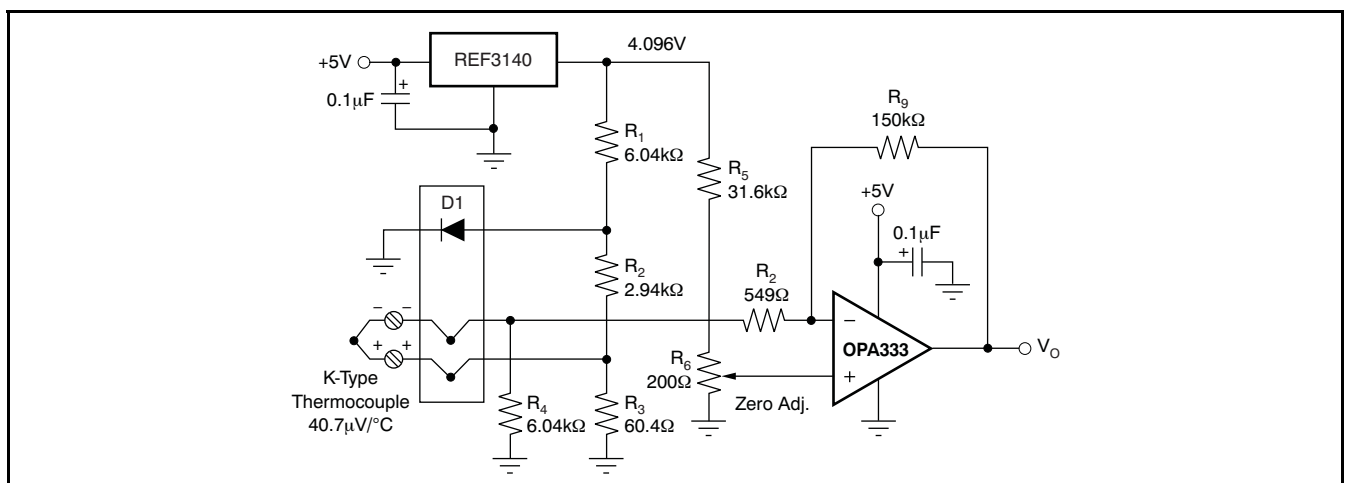 4.096V
+5V
REF3140
+
0.1μF
R1
6.04kΩ
R5
31.6kΩ
R9
150kΩ
+5V
0.1μF
+
D1
R2
2.94kΩ
R2
549Ω
− −
+ +
K-Type
Thermocouple
40.7μV/°C
R4
6.04kΩ
R3
60.4Ω
R6
200Ω
Zero Adj.
−
OPA333
+
VO